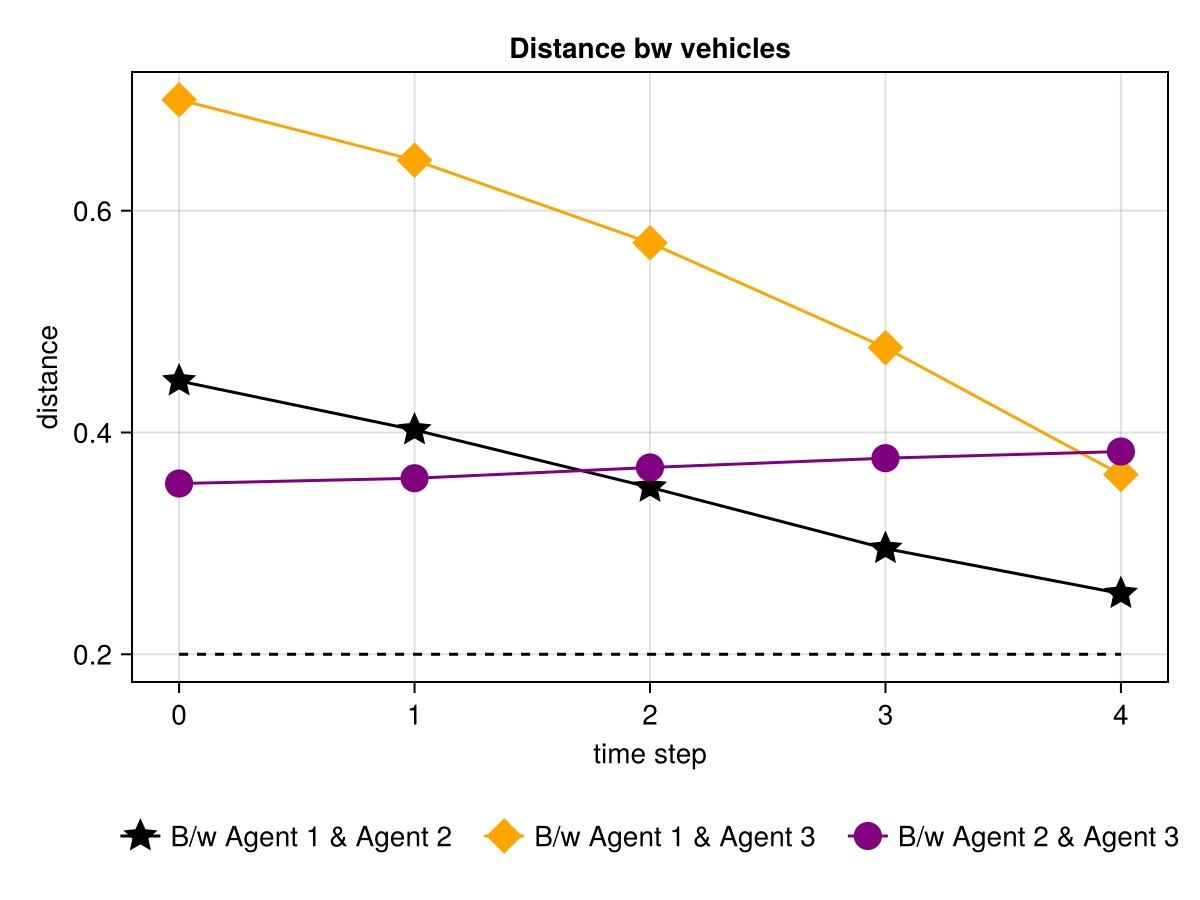 Distance bw vehicles
distance
0.6
0.4
0.2
0 1 2 3 4
time step
B/w Agent 1 & Agent 2 B/w Agent 1 & Agent 3 B/w Agent 2 & Agent 3